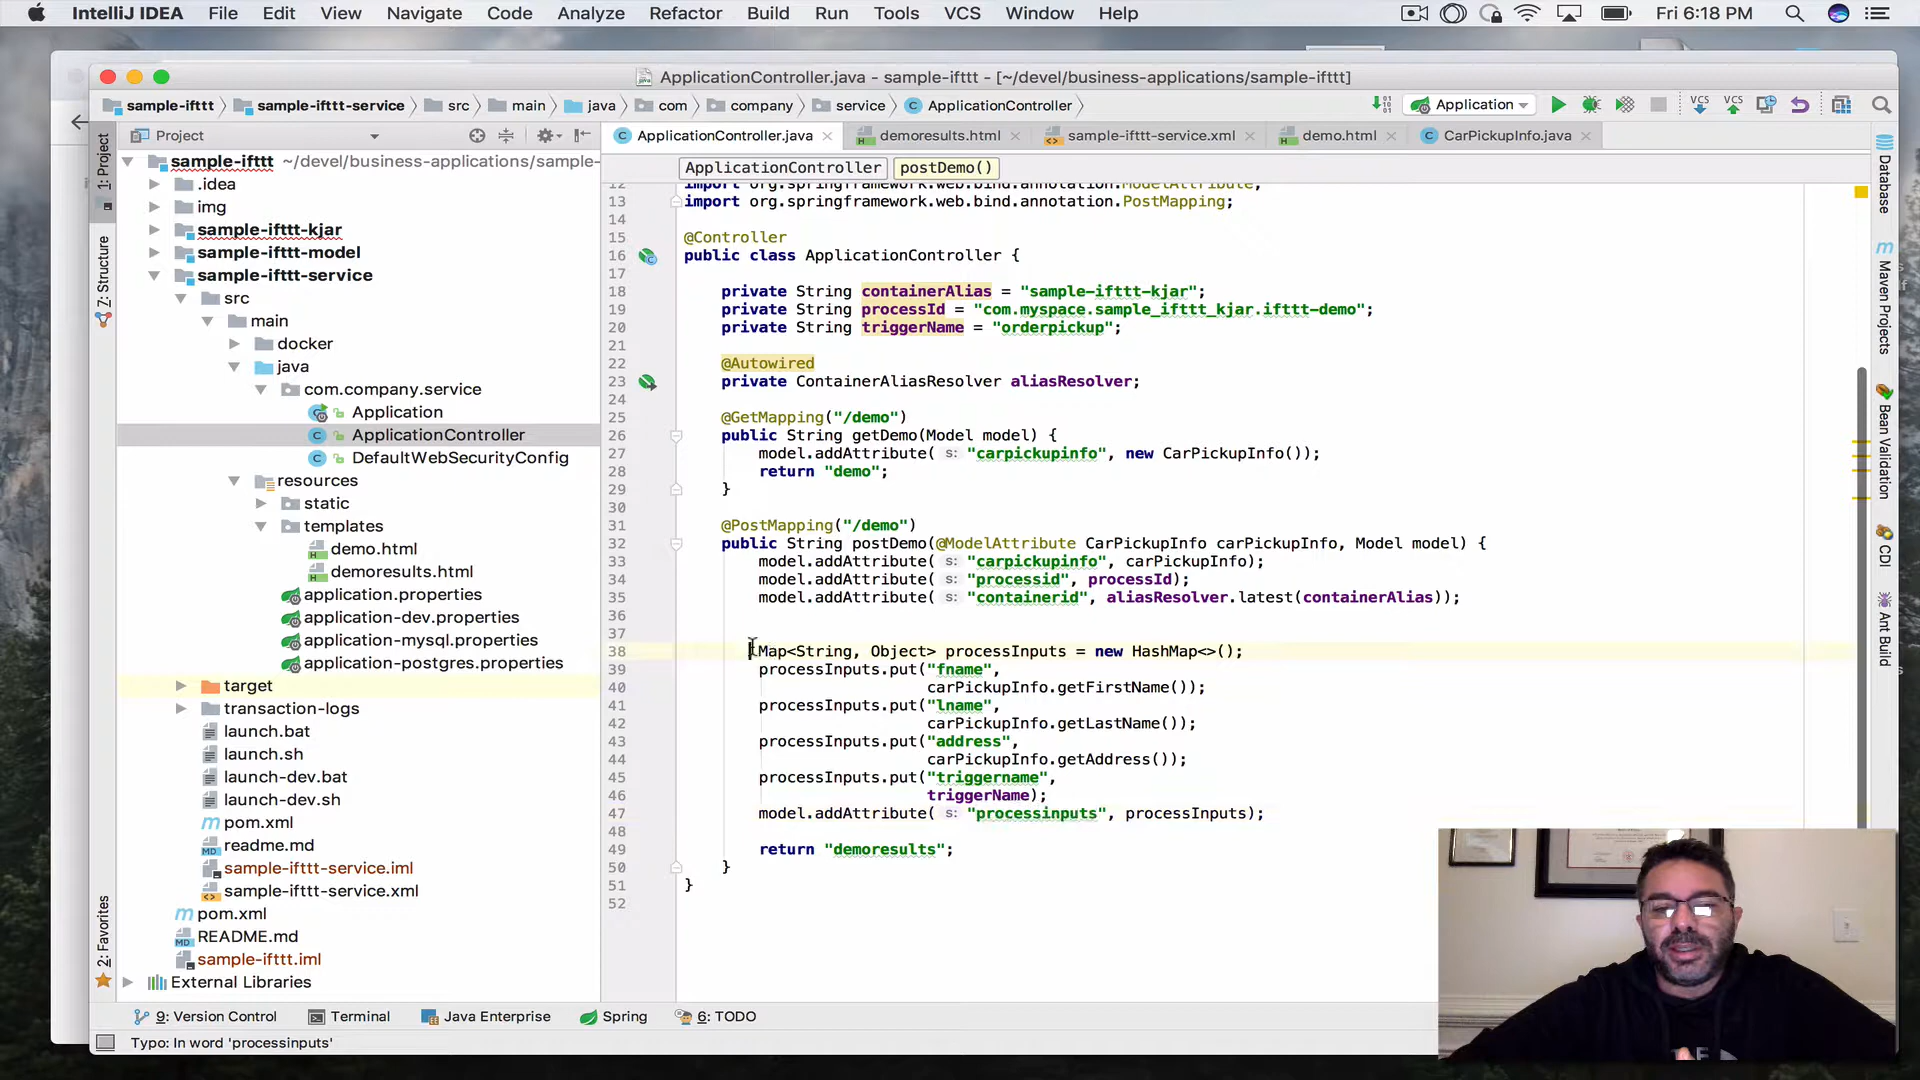 IntelliJ IDEA File Edit View Navigate Code Analyze Refactor Build Run Tools VCS Window Help Fri 6:18 PM
ApplicationController.java - sample-ifttt - [~/devel/business-applications/sample-ifttt]
sample-ifttt sample-ifttt-service src main java com company service ApplicationController Application
Project
ApplicationController.java demoresults.html sample-ifttt-service.xml demo.html CarPickupInfo.java
ApplicationController postDemo()
1: Project
Z: Structure
2: Favorites
sample-ifttt ~/devel/business-applications/sample-
.idea
img
sample-ifttt-kjar
sample-ifttt-model
sample-ifttt-service
src
main
docker
java
com.company.service
Application
ApplicationController
DefaultWebSecurityConfig
resources
static
templates
demo.html
demoresults.html
application.properties
application-dev.properties
application-mysql.properties
application-postgres.properties
target
transaction-logs
launch.bat
launch.sh
launch-dev.bat
launch-dev.sh
pom.xml
readme.md
sample-ifttt-service.iml
sample-ifttt-service.xml
pom.xml
README.md
sample-ifttt.iml
External Libraries
12 import org.springframework.web.bind.annotation.ModelAttribute;
13 import org.springframework.web.bind.annotation.PostMapping;
14
15 @Controller
16 public class ApplicationController {
17
18 private String containerAlias = "sample-ifttt-kjar";
19 private String processId = "com.myspace.sample_ifttt_kjar.ifttt-demo";
20 private String triggerName = "orderpickup";
21
22 @Autowired
23 private ContainerAliasResolver aliasResolver;
24
25 @GetMapping("/demo")
26 public String getDemo(Model model) {
27 model.addAttribute( s: "carpickupinfo", new CarPickupInfo());
28 return "demo";
29 }
30
31 @PostMapping("/demo")
32 public String postDemo(@ModelAttribute CarPickupInfo carPickupInfo, Model model) {
33 model.addAttribute( s: "carpickupinfo", carPickupInfo);
34 model.addAttribute( s: "processid", processId);
35 model.addAttribute( s: "containerid", aliasResolver.latest(containerAlias));
36
37
38 Map<String, Object> processInputs = new HashMap<>();
39 processInputs.put("fname",
40 carPickupInfo.getFirstName());
41 processInputs.put("lname",
42 carPickupInfo.getLastName());
43 processInputs.put("address",
44 carPickupInfo.getAddress());
45 processInputs.put("triggername",
46 triggerName);
47 model.addAttribute( s: "processinputs", processInputs);
48
49 return "demoresults";
50 }
51 }
52
Database
Maven Projects
Bean Validation
CDI
Ant Build
9: Version Control Terminal Java Enterprise Spring 6: TODO
Typo: In word 'processinputs'